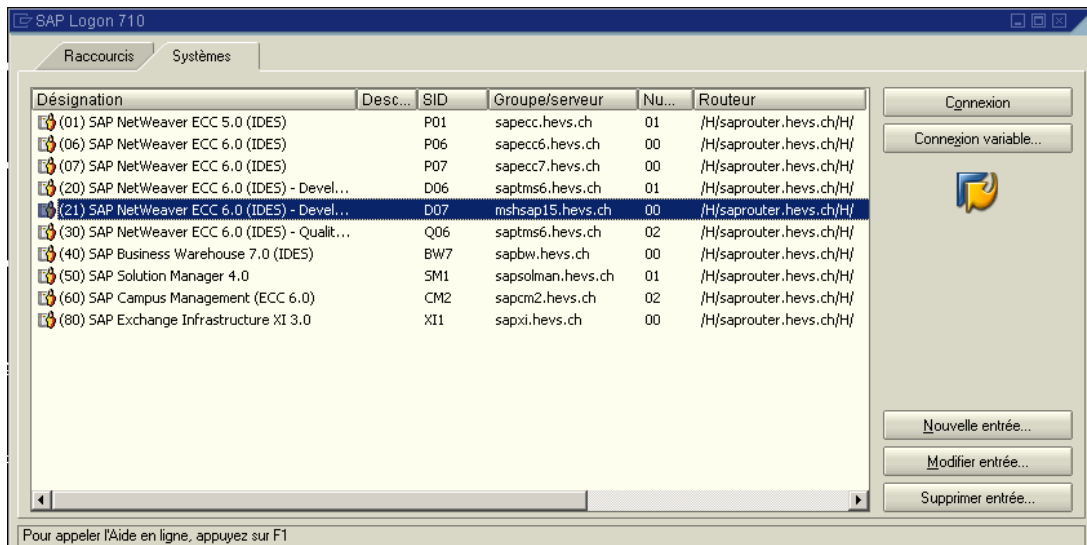 SAP Logon 710
Raccourcis Systèmes
Désignation Desc... SID Groupe/serveur Nu... Routeur
(01) SAP NetWeaver ECC 5.0 (IDES) P01 sapecc.hevs.ch 01 /H/saprouter.hevs.ch/H/
(06) SAP NetWeaver ECC 6.0 (IDES) P06 sapecc6.hevs.ch 00 /H/saprouter.hevs.ch/H/
(07) SAP NetWeaver ECC 6.0 (IDES) P07 sapecc7.hevs.ch 00 /H/saprouter.hevs.ch/H/
(20) SAP NetWeaver ECC 6.0 (IDES) - Devel... D06 saptms6.hevs.ch 01 /H/saprouter.hevs.ch/H/
(21) SAP NetWeaver ECC 6.0 (IDES) - Devel... D07 mshsap15.hevs.ch 00 /H/saprouter.hevs.ch/H/
(30) SAP NetWeaver ECC 6.0 (IDES) - Qualit... Q06 saptms6.hevs.ch 02 /H/saprouter.hevs.ch/H/
(40) SAP Business Warehouse 7.0 (IDES) BW7 sapbw.hevs.ch 00 /H/saprouter.hevs.ch/H/
(50) SAP Solution Manager 4.0 SM1 sapsolman.hevs.ch 01 /H/saprouter.hevs.ch/H/
(60) SAP Campus Management (ECC 6.0) CM2 sapcm2.hevs.ch 02 /H/saprouter.hevs.ch/H/
(80) SAP Exchange Infrastructure XI 3.0 XI1 sapxi.hevs.ch 00 /H/saprouter.hevs.ch/H/
Connexion
Connexion variable...
Nouvelle entrée...
Modifier entrée...
Supprimer entrée...
Pour appeler l'Aide en ligne, appuyez sur F1